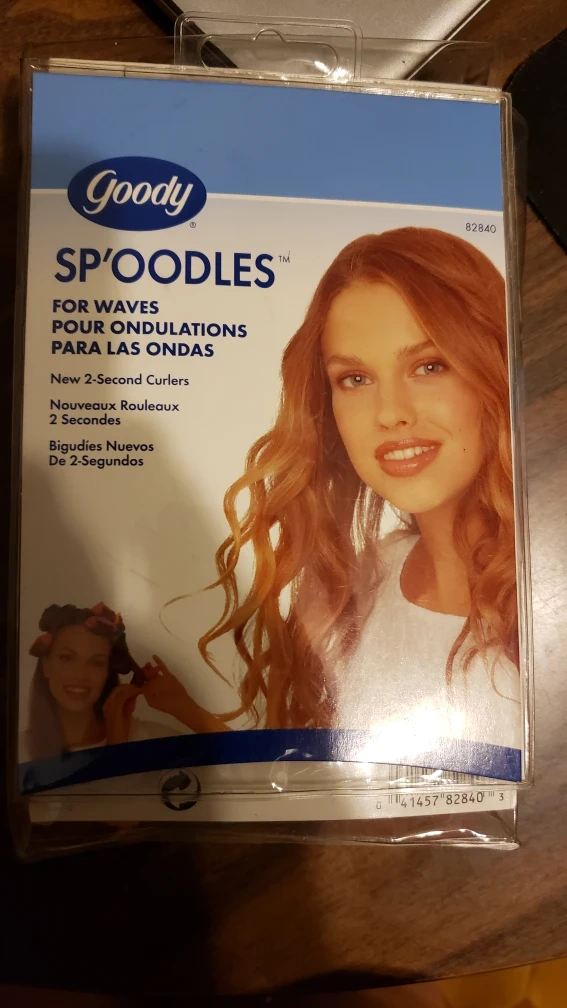 goody
®
82840
SP'OODLES™
FOR WAVES
POUR ONDULATIONS
PARA LAS ONDAS
New 2-Second Curlers
Nouveaux Rouleaux
2 Secondes
Bigudíes Nuevos
De 2-Segundos
0 41457 82840 3